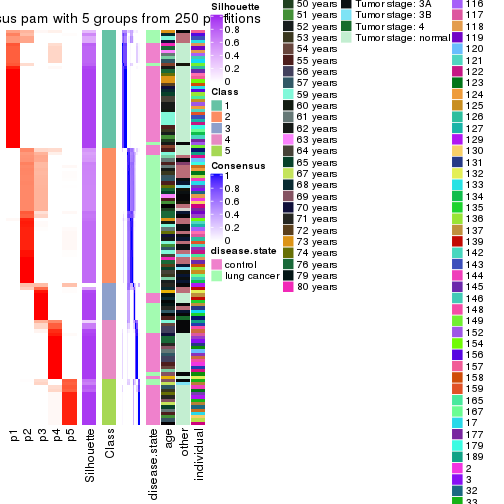 sus pam with 5 groups from 250 partitions
p1
p2
p3
p4
p5
Silhouette
Class
disease.state
age
other
individual
Silhouette
1
0.8
0.6
0.4
0.2
0
Class
1
2
3
4
5
Consensus
1
0.8
0.6
0.4
0.2
0
disease.state
control
lung cancer
50 years
51 years
52 years
53 years
54 years
55 years
56 years
57 years
59 years
60 years
61 years
62 years
63 years
64 years
65 years
67 years
68 years
69 years
70 years
71 years
72 years
73 years
74 years
76 years
78 years
79 years
80 years
Tumor stage: 3A
Tumor stage: 3B
Tumor stage: 4
Tumor stage: normal
116
117
118
119
120
121
122
123
124
125
126
127
129
130
131
132
133
134
135
136
137
139
142
143
144
145
146
148
149
152
154
156
157
158
159
165
167
17
177
179
189
2
3
32
33